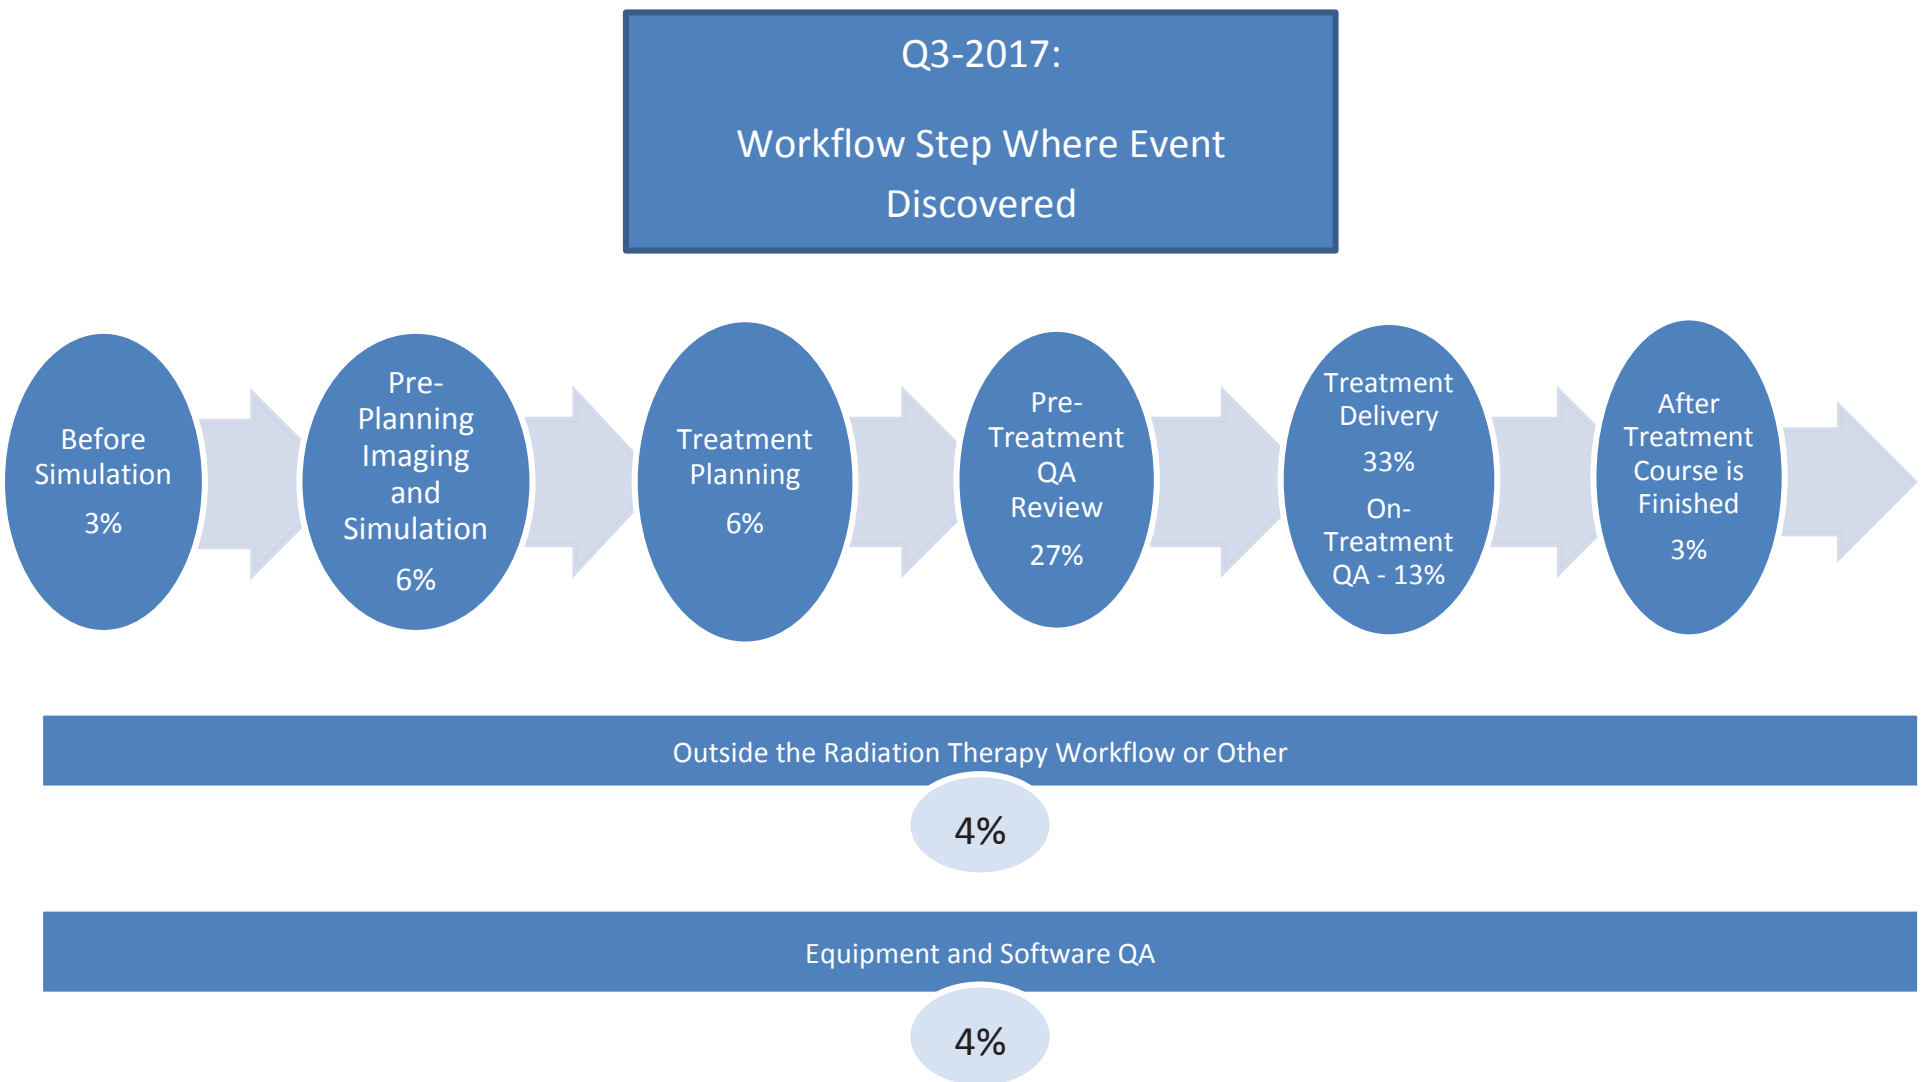 Q3-2017:
Workflow Step Where Event
Discovered
Before
Simulation
3%
Pre-
Planning
Imaging
and
Simulation
6%
Treatment
Planning
6%
Pre-
Treatment
QA
Review
27%
Treatment
Delivery
33%
On-
Treatment
QA - 13%
After
Treatment
Course is
Finished
3%
Outside the Radiation Therapy Workflow or Other
4%
Equipment and Software QA
4%